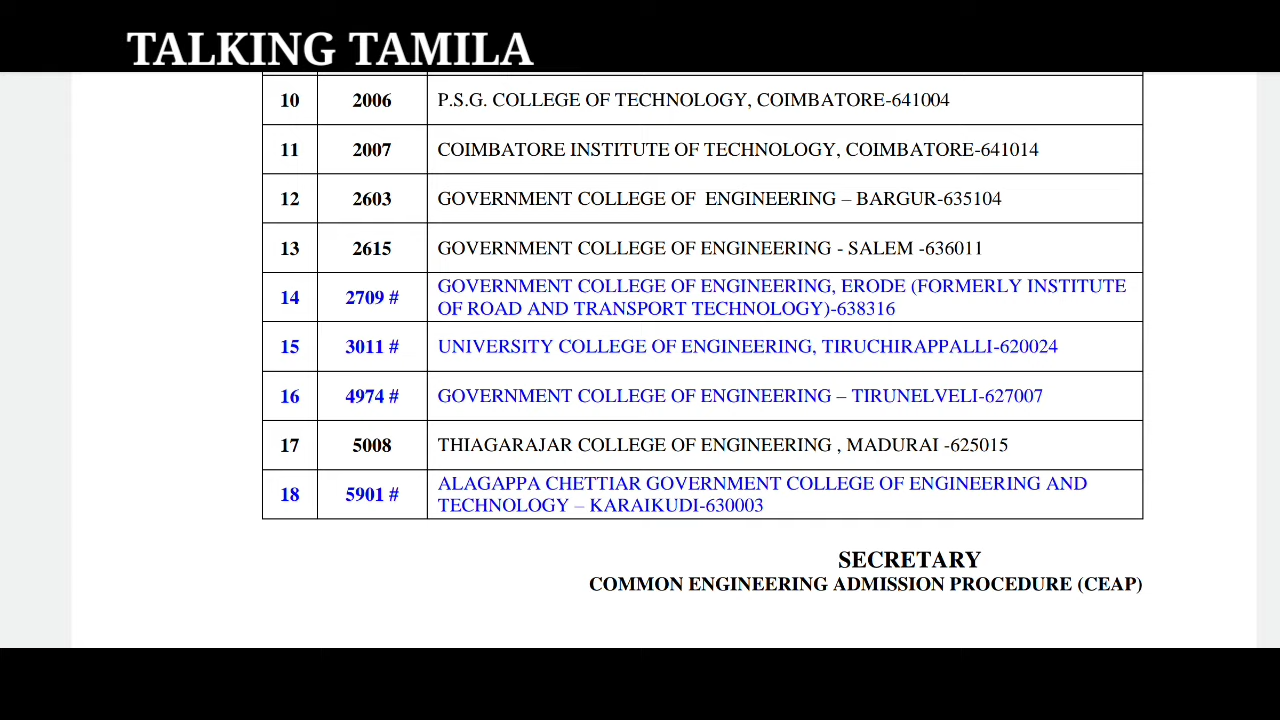 TALKING TAMILA
10 2006 P.S.G. COLLEGE OF TECHNOLOGY, COIMBATORE-641004
11 2007 COIMBATORE INSTITUTE OF TECHNOLOGY, COIMBATORE-641014
12 2603 GOVERNMENT COLLEGE OF ENGINEERING – BARGUR-635104
13 2615 GOVERNMENT COLLEGE OF ENGINEERING - SALEM -636011
14 2709 # GOVERNMENT COLLEGE OF ENGINEERING, ERODE (FORMERLY INSTITUTE
OF ROAD AND TRANSPORT TECHNOLOGY)-638316
15 3011 # UNIVERSITY COLLEGE OF ENGINEERING, TIRUCHIRAPPALLI-620024
16 4974 # GOVERNMENT COLLEGE OF ENGINEERING – TIRUNELVELI-627007
17 5008 THIAGARAJAR COLLEGE OF ENGINEERING , MADURAI -625015
18 5901 # ALAGAPPA CHETTIAR GOVERNMENT COLLEGE OF ENGINEERING AND
TECHNOLOGY – KARAIKUDI-630003
SECRETARY
COMMON ENGINEERING ADMISSION PROCEDURE (CEAP)